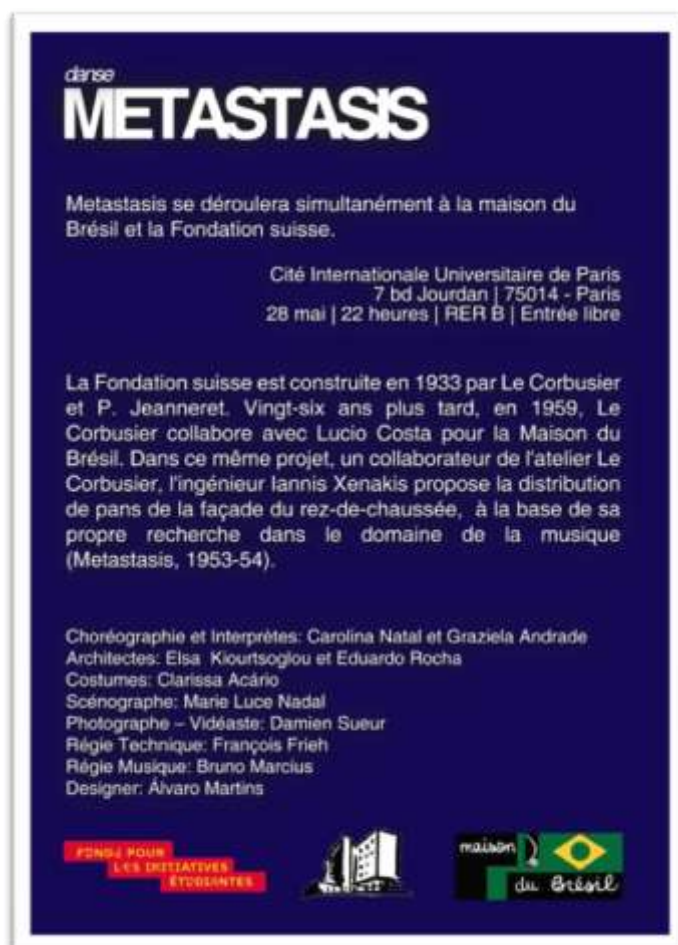 danse
METASTASIS
Metastasis se déroulera simultanément à la maison du
Brésil et la Fondation suisse.
Cité Internationale Universitaire de Paris
7 bd Jourdan | 75014 - Paris
28 mai | 22 heures | RER B | Entrée libre
La Fondation suisse est construite en 1933 par Le Corbusier
et P. Jeanneret. Vingt-six ans plus tard, en 1959, Le
Corbusier collabore avec Lucio Costa pour la Maison du
Brésil. Dans ce même projet, un collaborateur de l'atelier Le
Corbusier, l'ingénieur Iannis Xenakis propose la distribution
de pans de la façade du rez-de-chaussée, à la base de sa
propre recherche dans le domaine de la musique
(Metastasis, 1953-54).
Choréographie et Interprètes: Carolina Natal et Graziela Andrade
Architectes: Elsa Kiourtsoglou et Eduardo Rocha
Costumes: Clarissa Acário
Scénographe: Marie Luce Nadal
Photographe – Vidéaste: Damien Sueur
Régie Technique: François Frieh
Régie Musique: Bruno Marcius
Designer: Álvaro Martins
FONDS POUR
LES INITIATIVES
ÉTUDIANTES
maison
du Brésil